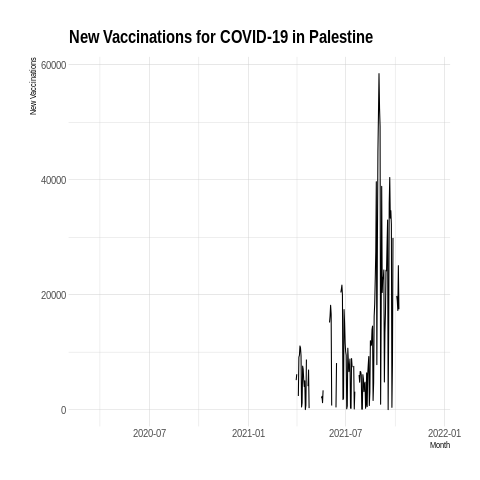 New Vaccinations for COVID-19 in Palestine
New Vaccinations
60000
40000
20000
0
2020-07
2021-01
2021-07
2022-01
Month